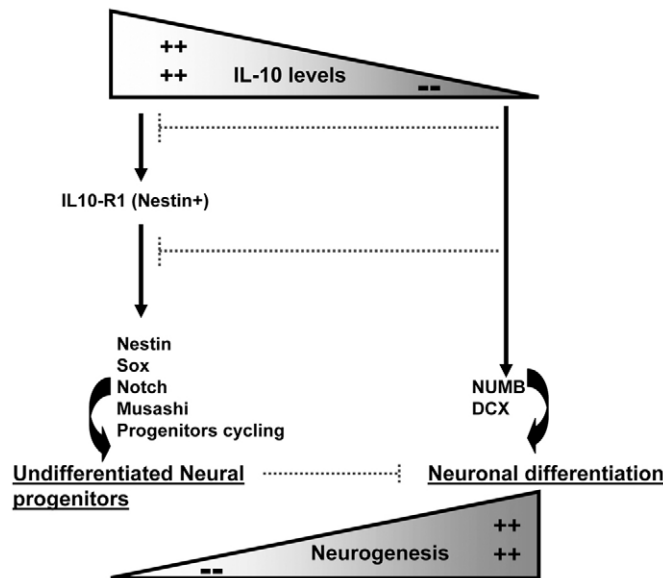 ++
++
IL-10 levels
--
IL10-R1 (Nestin+)
Nestin
Sox
Notch
Musashi
Progenitors cycling
NUMB
DCX
Undifferentiated Neural
progenitors
Neuronal differentiation
++
++
Neurogenesis
--